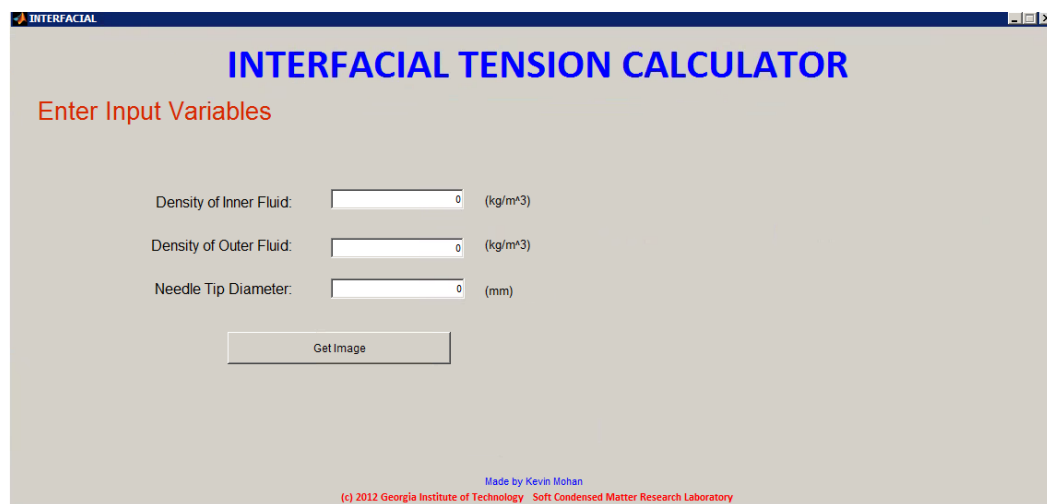 INTERFACIAL
INTERFACIAL TENSION CALCULATOR
Enter Input Variables
Density of Inner Fluid: 0 (kg/m^3)
Density of Outer Fluid: 0 (kg/m^3)
Needle Tip Diameter: 0 (mm)
Get Image
Made by Kevin Mohan
(c) 2012 Georgia Institute of Technology Soft Condensed Matter Research Laboratory